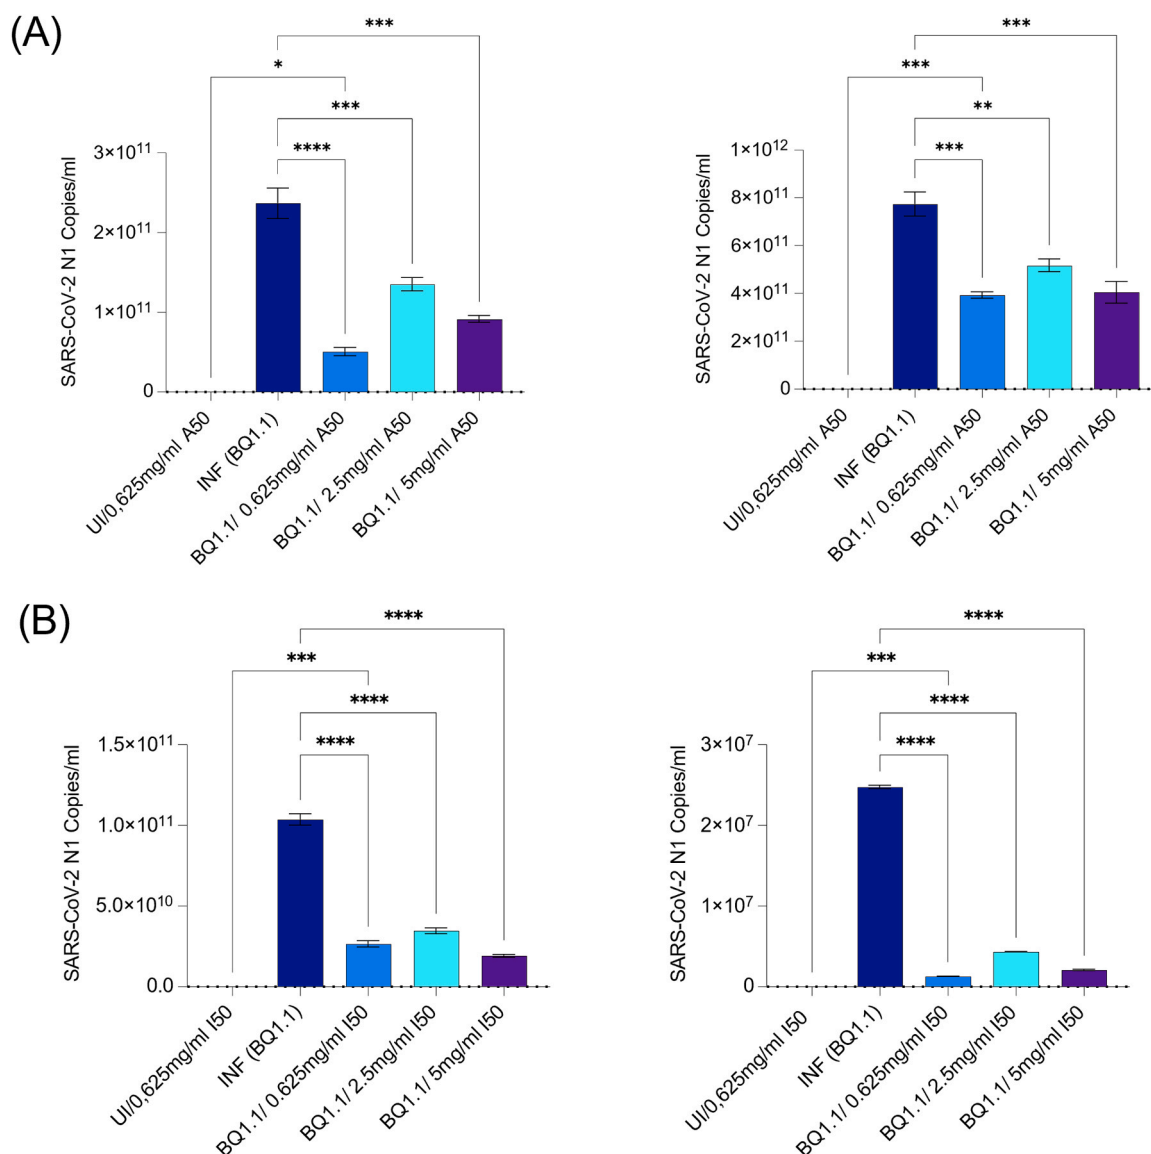 (A)
***
*
***
****
SARS-CoV-2 N1 Copies/ml
3×10¹¹
2×10¹¹
1×10¹¹
0
UI/0,625mg/ml A50
INF (BQ1.1)
BQ1.1/ 0.625mg/ml A50
BQ1.1/ 2.5mg/ml A50
BQ1.1/ 5mg/ml A50
***
***
**
***
SARS-CoV-2 N1 Copies/ml
1×10¹²
8×10¹¹
6×10¹¹
4×10¹¹
2×10¹¹
0
UI/0,625mg/ml A50
INF (BQ1.1)
BQ1.1/ 0.625mg/ml A50
BQ1.1/ 2.5mg/ml A50
BQ1.1/ 5mg/ml A50
(B)
****
***
****
****
SARS-CoV-2 N1 Copies/ml
1.5×10¹¹
1.0×10¹¹
5.0×10¹⁰
0.0
UI/0,625mg/ml I50
INF (BQ1.1)
BQ1.1/ 0.625mg/ml I50
BQ1.1/ 2.5mg/ml I50
BQ1.1/ 5mg/ml I50
****
***
****
****
SARS-CoV-2 N1 Copies/ml
3×10⁷
2×10⁷
1×10⁷
0
UI/0,625mg/ml I50
INF (BQ1.1)
BQ1.1/ 0.625mg/ml I50
BQ1.1/ 2.5mg/ml I50
BQ1.1/ 5mg/ml I50